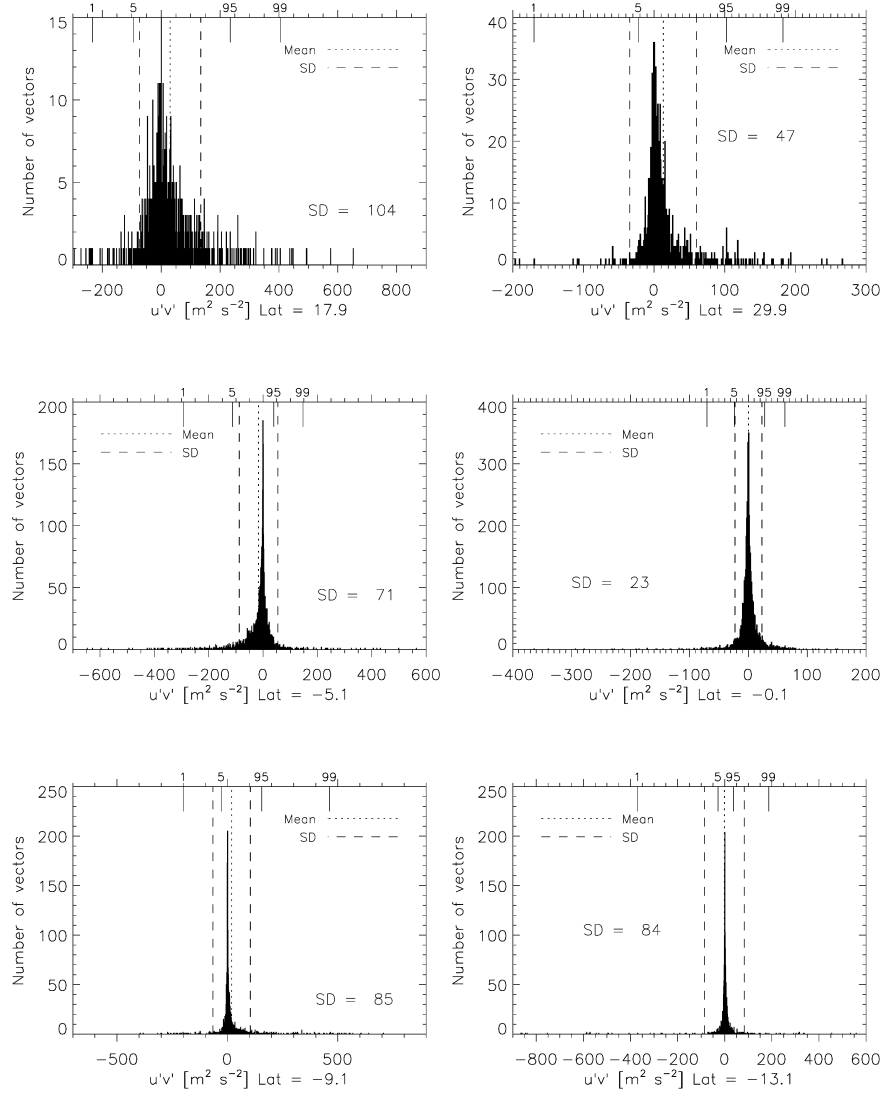 1 5 95 99
1 5 95 99
15
10
5
0
Number of vectors
Mean
SD
SD = 104
−200 0 200 400 600 800
u'v' [m² s⁻²] Lat = 17.9
40
30
20
10
0
Number of vectors
Mean
SD
SD = 47
−200 −100 0 100 200 300
u'v' [m² s⁻²] Lat = 29.9
1 5 95 99
1 5 95 99
200
150
100
50
0
Number of vectors
Mean
SD
SD = 71
−600 −400 −200 0 200 400 600
u'v' [m² s⁻²] Lat = −5.1
400
300
200
100
0
Number of vectors
Mean
SD
SD = 23
−400 −300 −200 −100 0 100 200
u'v' [m² s⁻²] Lat = −0.1
1 5 95 99
1 5 95 99
250
200
150
100
50
0
Number of vectors
Mean
SD
SD = 85
−500 0 500
u'v' [m² s⁻²] Lat = −9.1
250
200
150
100
50
0
Number of vectors
Mean
SD
SD = 84
−800 −600 −400 −200 0 200 400 600
u'v' [m² s⁻²] Lat = −13.1